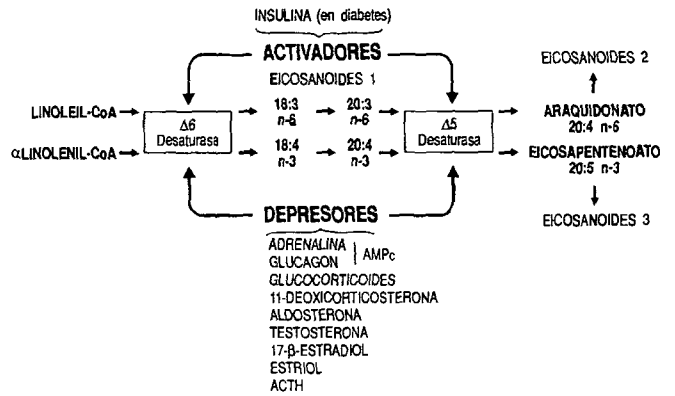 INSULINA (en diabetes)
ACTIVADORES
EICOSANOIDES 1
EICOSANOIDES 2
LINOLEIL-CoA
Δ6
Desaturasa
18:3
n-6
20:3
n-6
Δ5
Desaturasa
ARAQUIDONATO
20:4 n-6
αLINOLENIL-CoA
18:4
n-3
20:4
n-3
EICOSAPENTENOATO
20:5 n-3
EICOSANOIDES 3
DEPRESORES
ADRENALINA
GLUCAGON
AMPc
GLUCOCORTICOIDES
11-DEOXICORTICOSTERONA
ALDOSTERONA
TESTOSTERONA
17-β-ESTRADIOL
ESTRIOL
ACTH